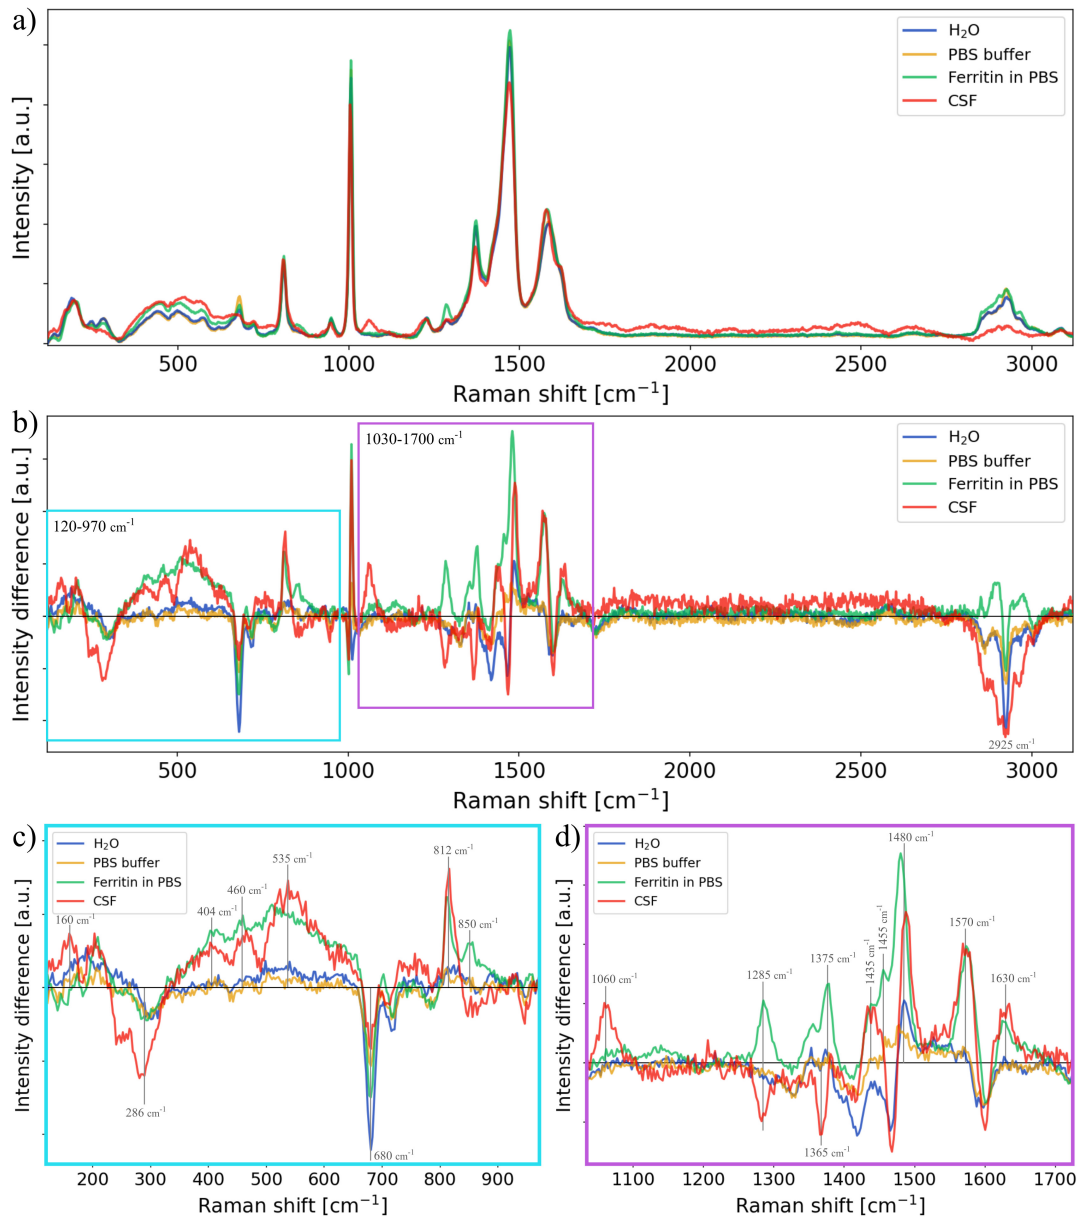 a)
Intensity [a.u.]
H₂O
PBS buffer
Ferritin in PBS
CSF
500 1000 1500 2000 2500 3000
Raman shift [cm⁻¹]
b)
Intensity difference [a.u.]
120-970 cm⁻¹
1030-1700 cm⁻¹
H₂O
PBS buffer
Ferritin in PBS
CSF
2925 cm⁻¹
500 1000 1500 2000 2500 3000
Raman shift [cm⁻¹]
c)
Intensity difference [a.u.]
H₂O
PBS buffer
Ferritin in PBS
CSF
160 cm⁻¹
404 cm⁻¹
460 cm⁻¹
535 cm⁻¹
812 cm⁻¹
850 cm⁻¹
286 cm⁻¹
680 cm⁻¹
200 300 400 500 600 700 800 900
Raman shift [cm⁻¹]
d)
Intensity difference [a.u.]
H₂O
PBS buffer
Ferritin in PBS
CSF
1060 cm⁻¹
1285 cm⁻¹
1375 cm⁻¹
1435 cm⁻¹
1455 cm⁻¹
1480 cm⁻¹
1570 cm⁻¹
1630 cm⁻¹
1365 cm⁻¹
1100 1200 1300 1400 1500 1600 1700
Raman shift [cm⁻¹]